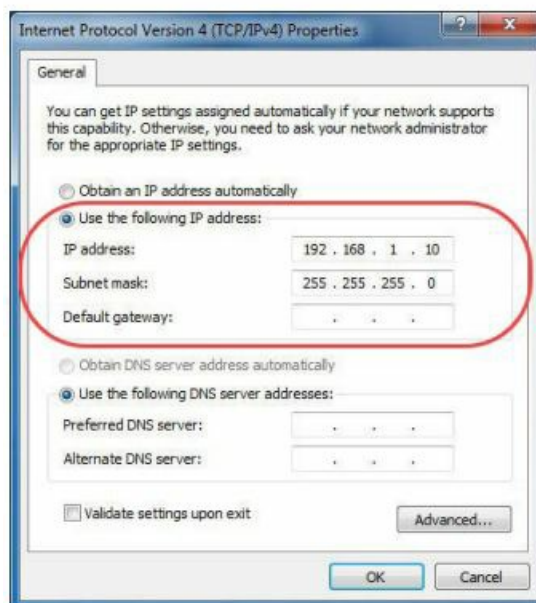 Internet Protocol Version 4 (TCP/IPv4) Properties
General
You can get IP settings assigned automatically if your network supports
this capability. Otherwise, you need to ask your network administrator
for the appropriate IP settings.
Obtain an IP address automatically
Use the following IP address:
IP address: 192 . 168 . 1 . 10
Subnet mask: 255 . 255 . 255 . 0
Default gateway: . . .
Obtain DNS server address automatically
Use the following DNS server addresses:
Preferred DNS server: . . .
Alternate DNS server: . . .
Validate settings upon exit
Advanced...
OK Cancel